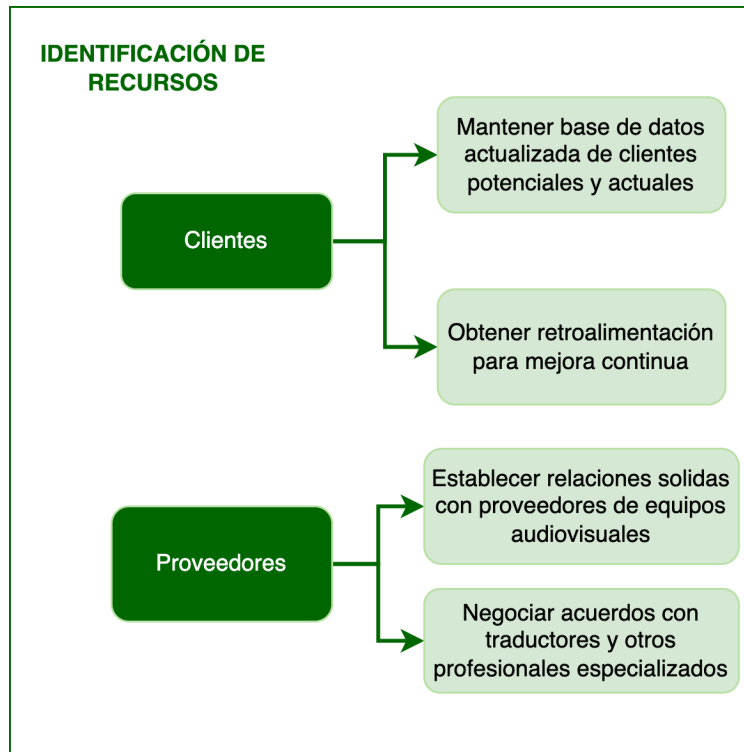 IDENTIFICACIÓN DE
RECURSOS
Clientes
Mantener base de datos
actualizada de clientes
potenciales y actuales
Obtener retroalimentación
para mejora continua
Proveedores
Establecer relaciones solidas
con proveedores de equipos
audiovisuales
Negociar acuerdos con
traductores y otros
profesionales especializados